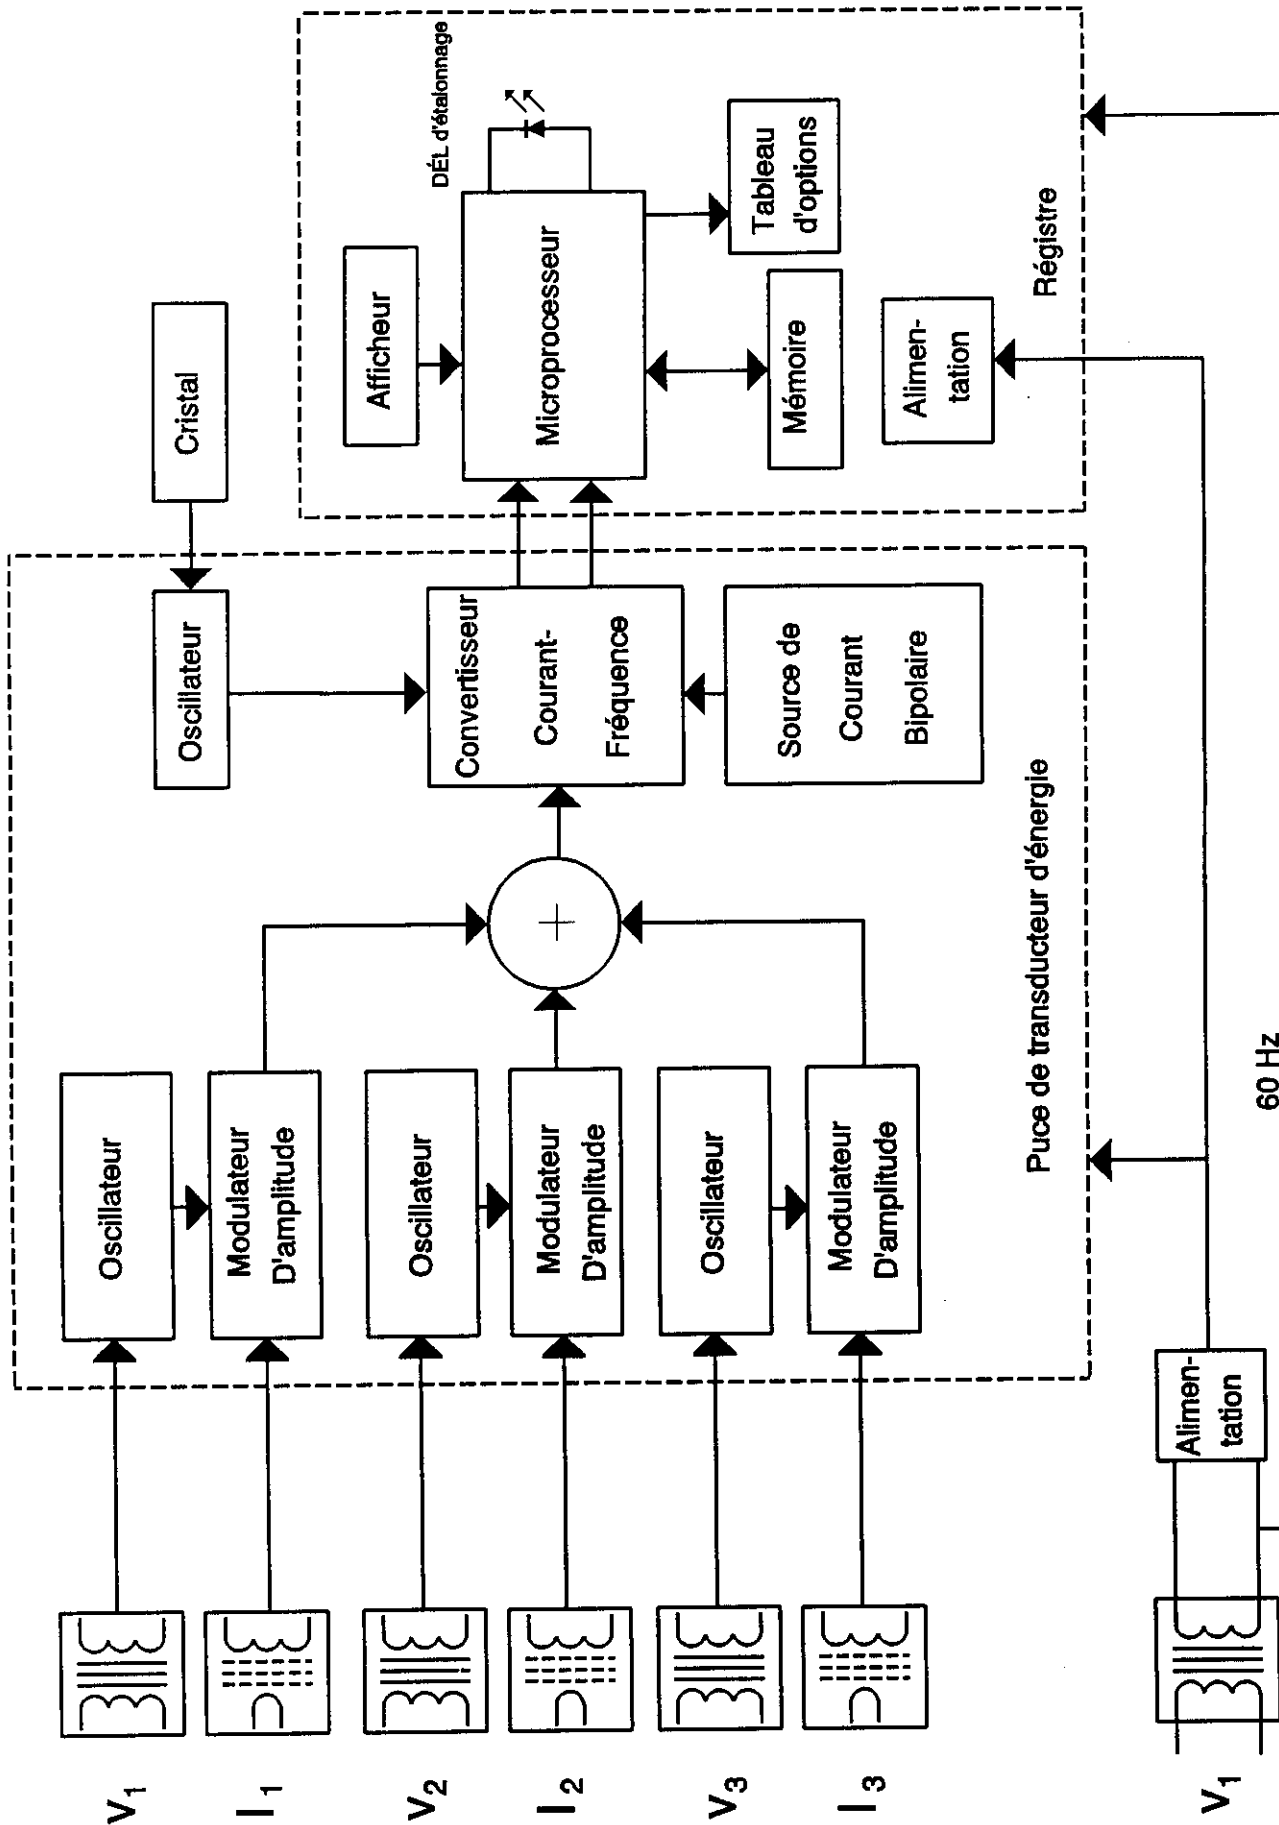 V1
I1
V2
I2
V3
I3
V1
Oscillateur
Modulateur
D'amplitude
Oscillateur
Modulateur
D'amplitude
Oscillateur
Modulateur
D'amplitude
Alimen-
tation
60 Hz
Puce de transducteur d'énergie
Cristal
Oscillateur
Convertisseur
Courant-
Fréquence
Source de
Courant
Bipolaire
Afficheur
DÉL d'étalonnage
Microprocesseur
Mémoire
Tableau
d'options
Alimen-
tation
Régistre